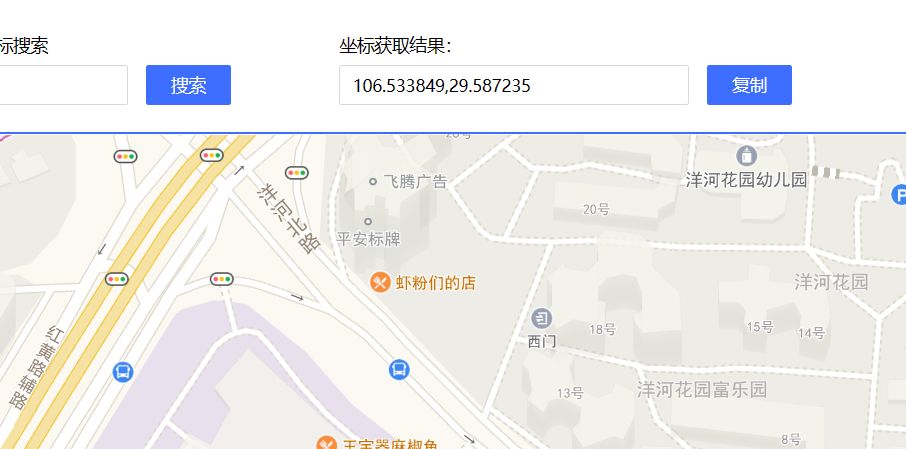 标搜索
坐标获取结果：
搜索
106.533849,29.587235
复制
洋河花园幼儿园
飞腾广告
20号
洋河北路
平安标牌
虾粉们的店
洋河花园
西门
18号
15号
14号
红黄路辅路
13号
洋河花园富乐园
8号